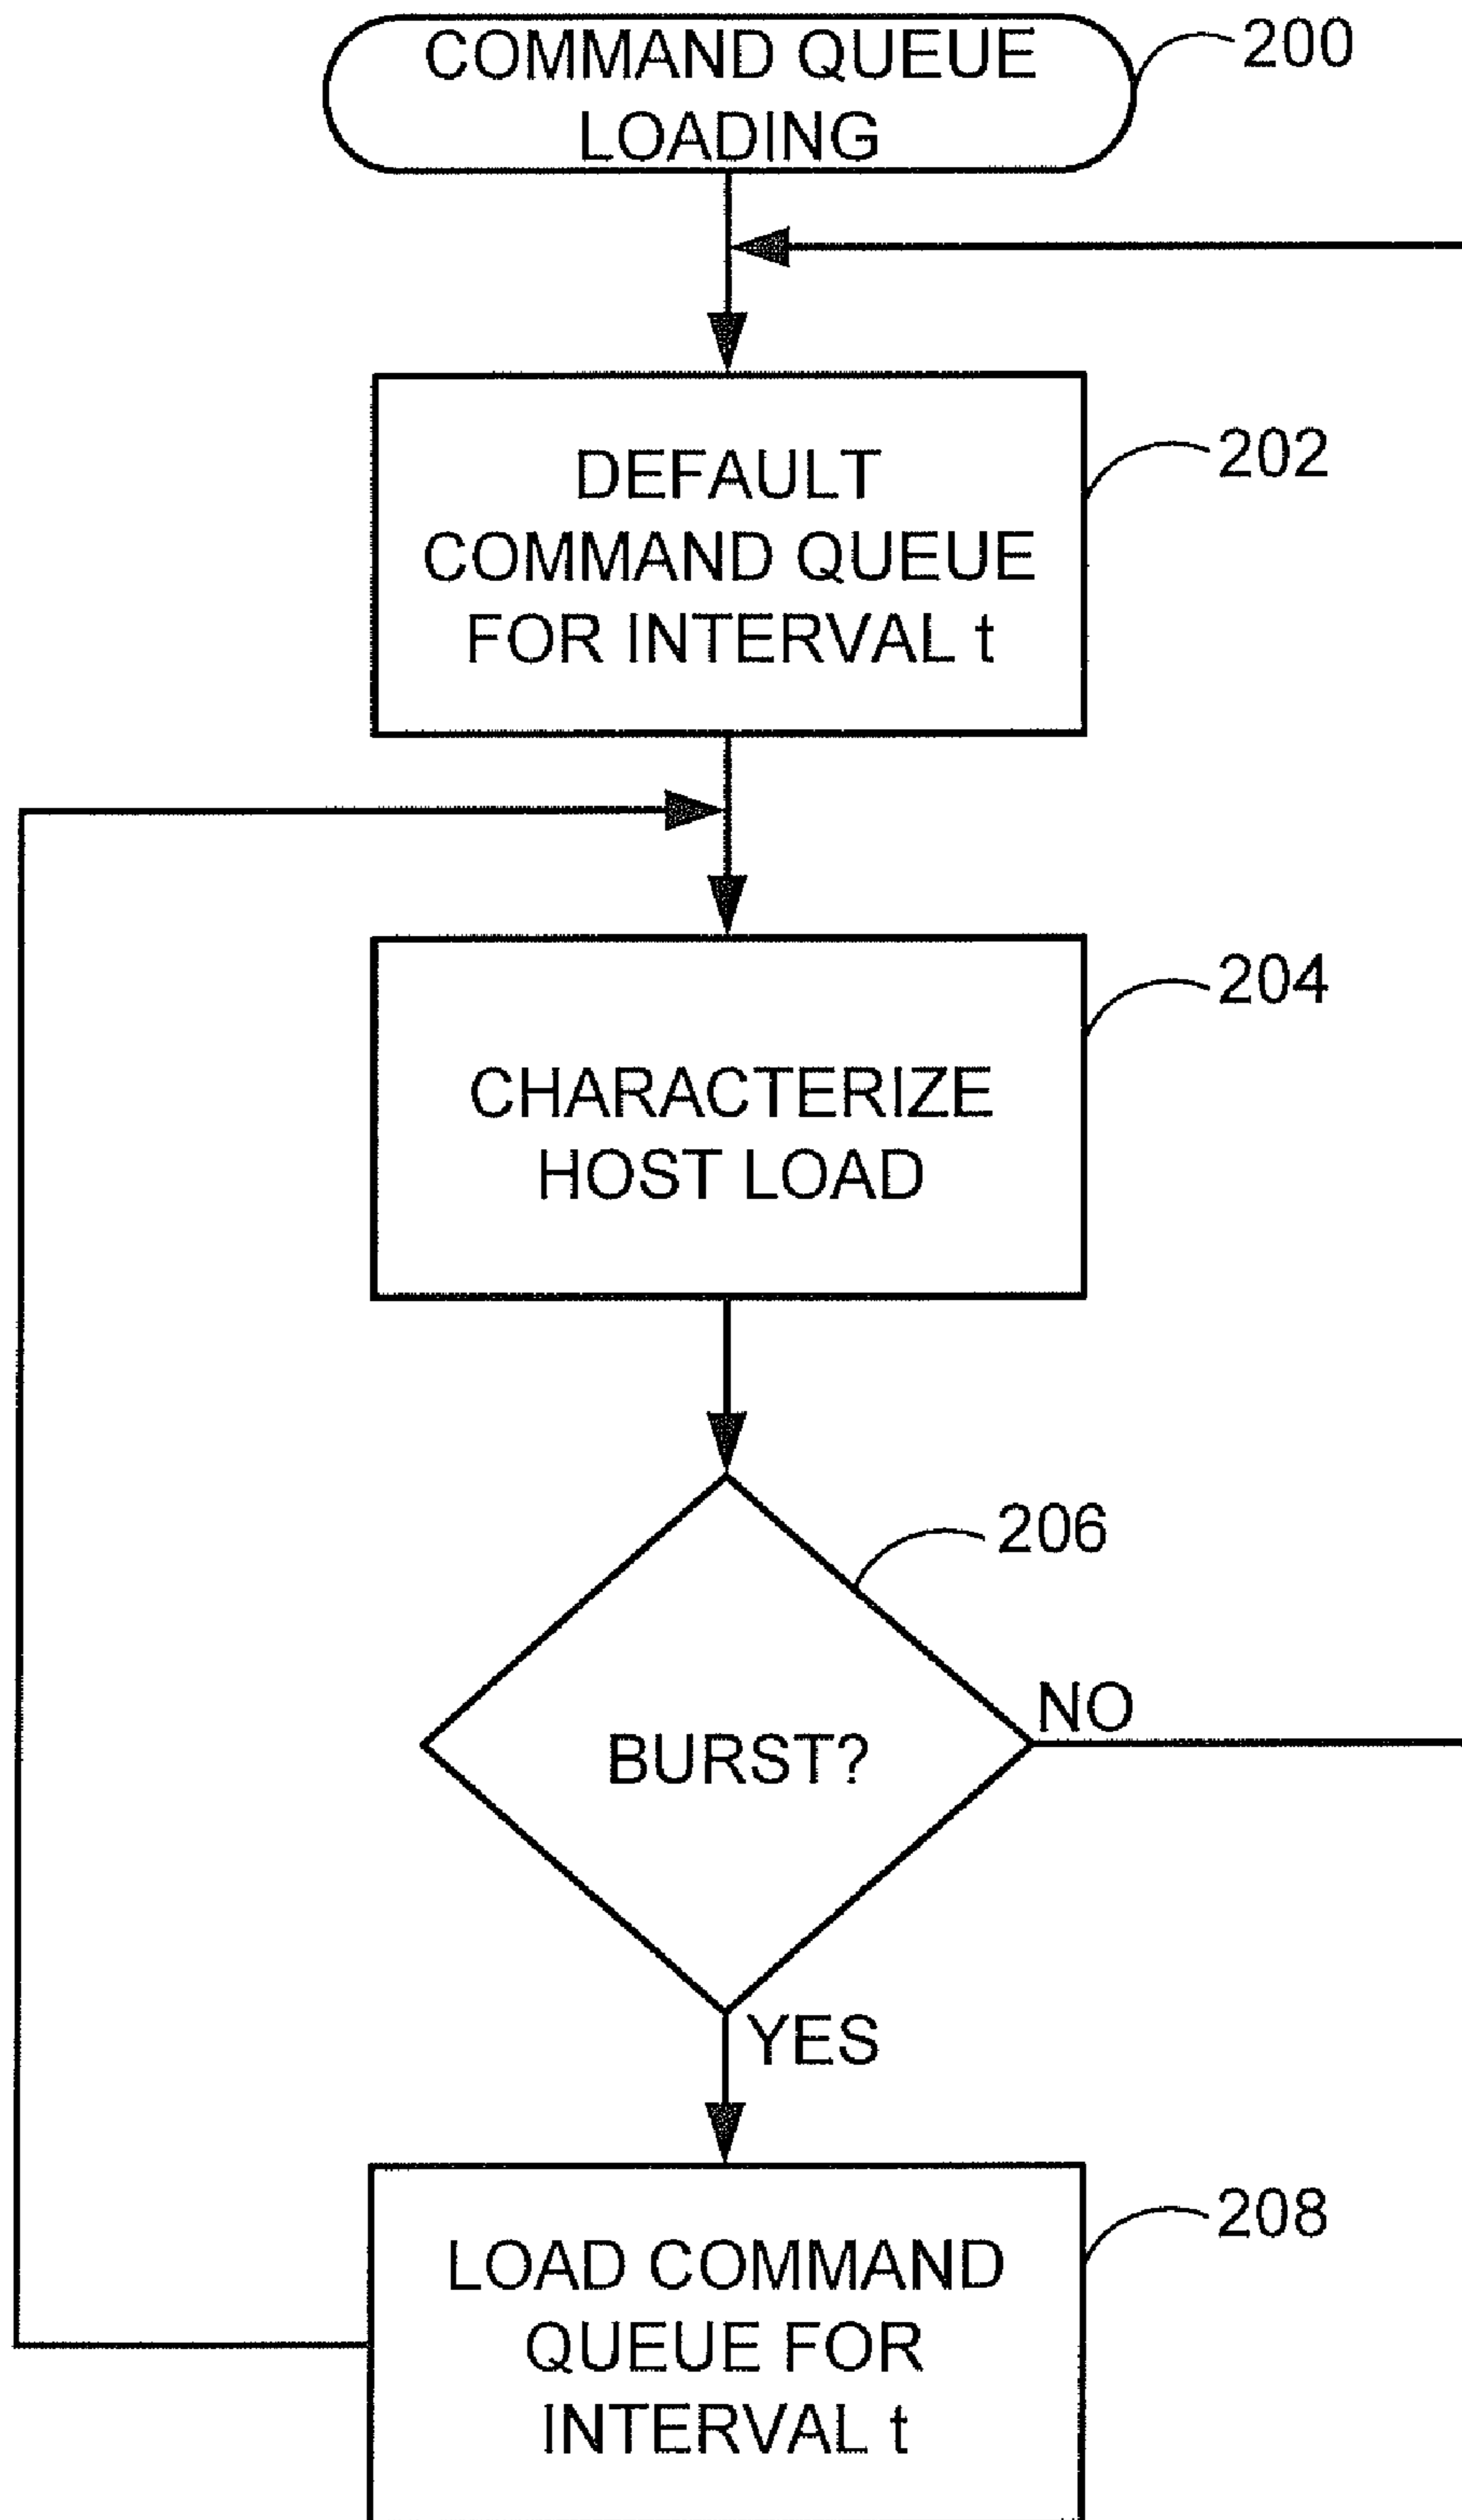 COMMAND QUEUE
LOADING
200
DEFAULT
COMMAND QUEUE
FOR INTERVAL t
202
CHARACTERIZE
HOST LOAD
204
206
BURST?
NO
YES
LOAD COMMAND
QUEUE FOR
INTERVAL t
208